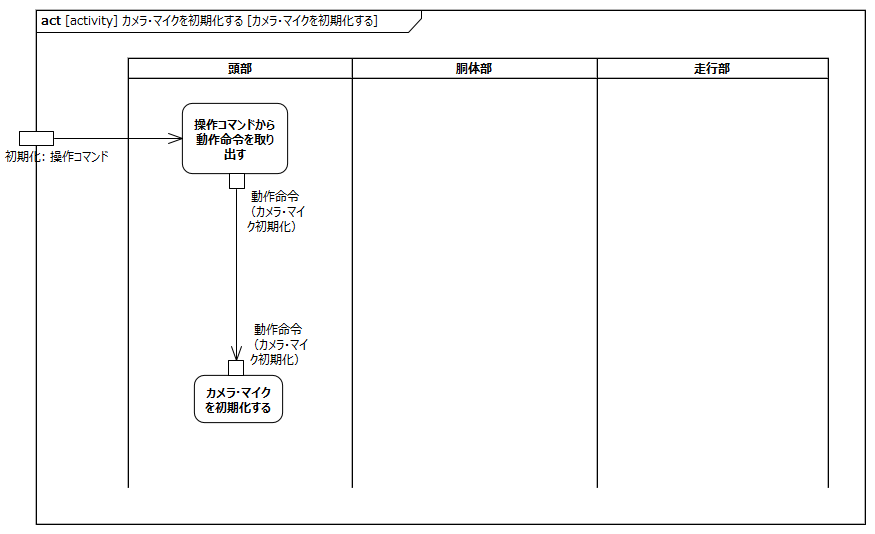 act [activity] カメラ・マイクを初期化する [カメラ・マイクを初期化する]
頭部
胴体部
走行部
操作コマンドから
動作命令を取り
出す
初期化: 操作コマンド
動作命令
（カメラ・マイ
ク初期化）
動作命令
（カメラ・マイ
ク初期化）
カメラ・マイク
を初期化する